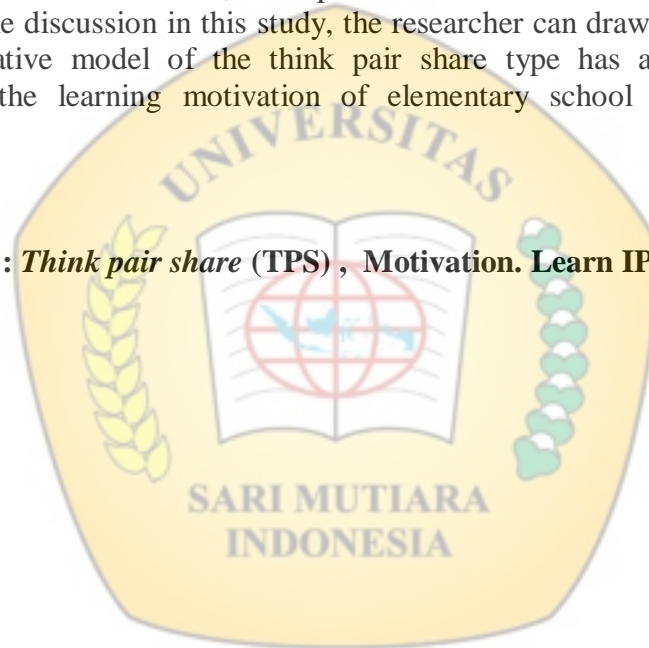 e discussion in this study, the researcher can draw
ative model of the think pair share type has a
the learning motivation of elementary school
UNIVERSITAS
: Think pair share (TPS) , Motivation. Learn IP
SARI MUTIARA
INDONESIA